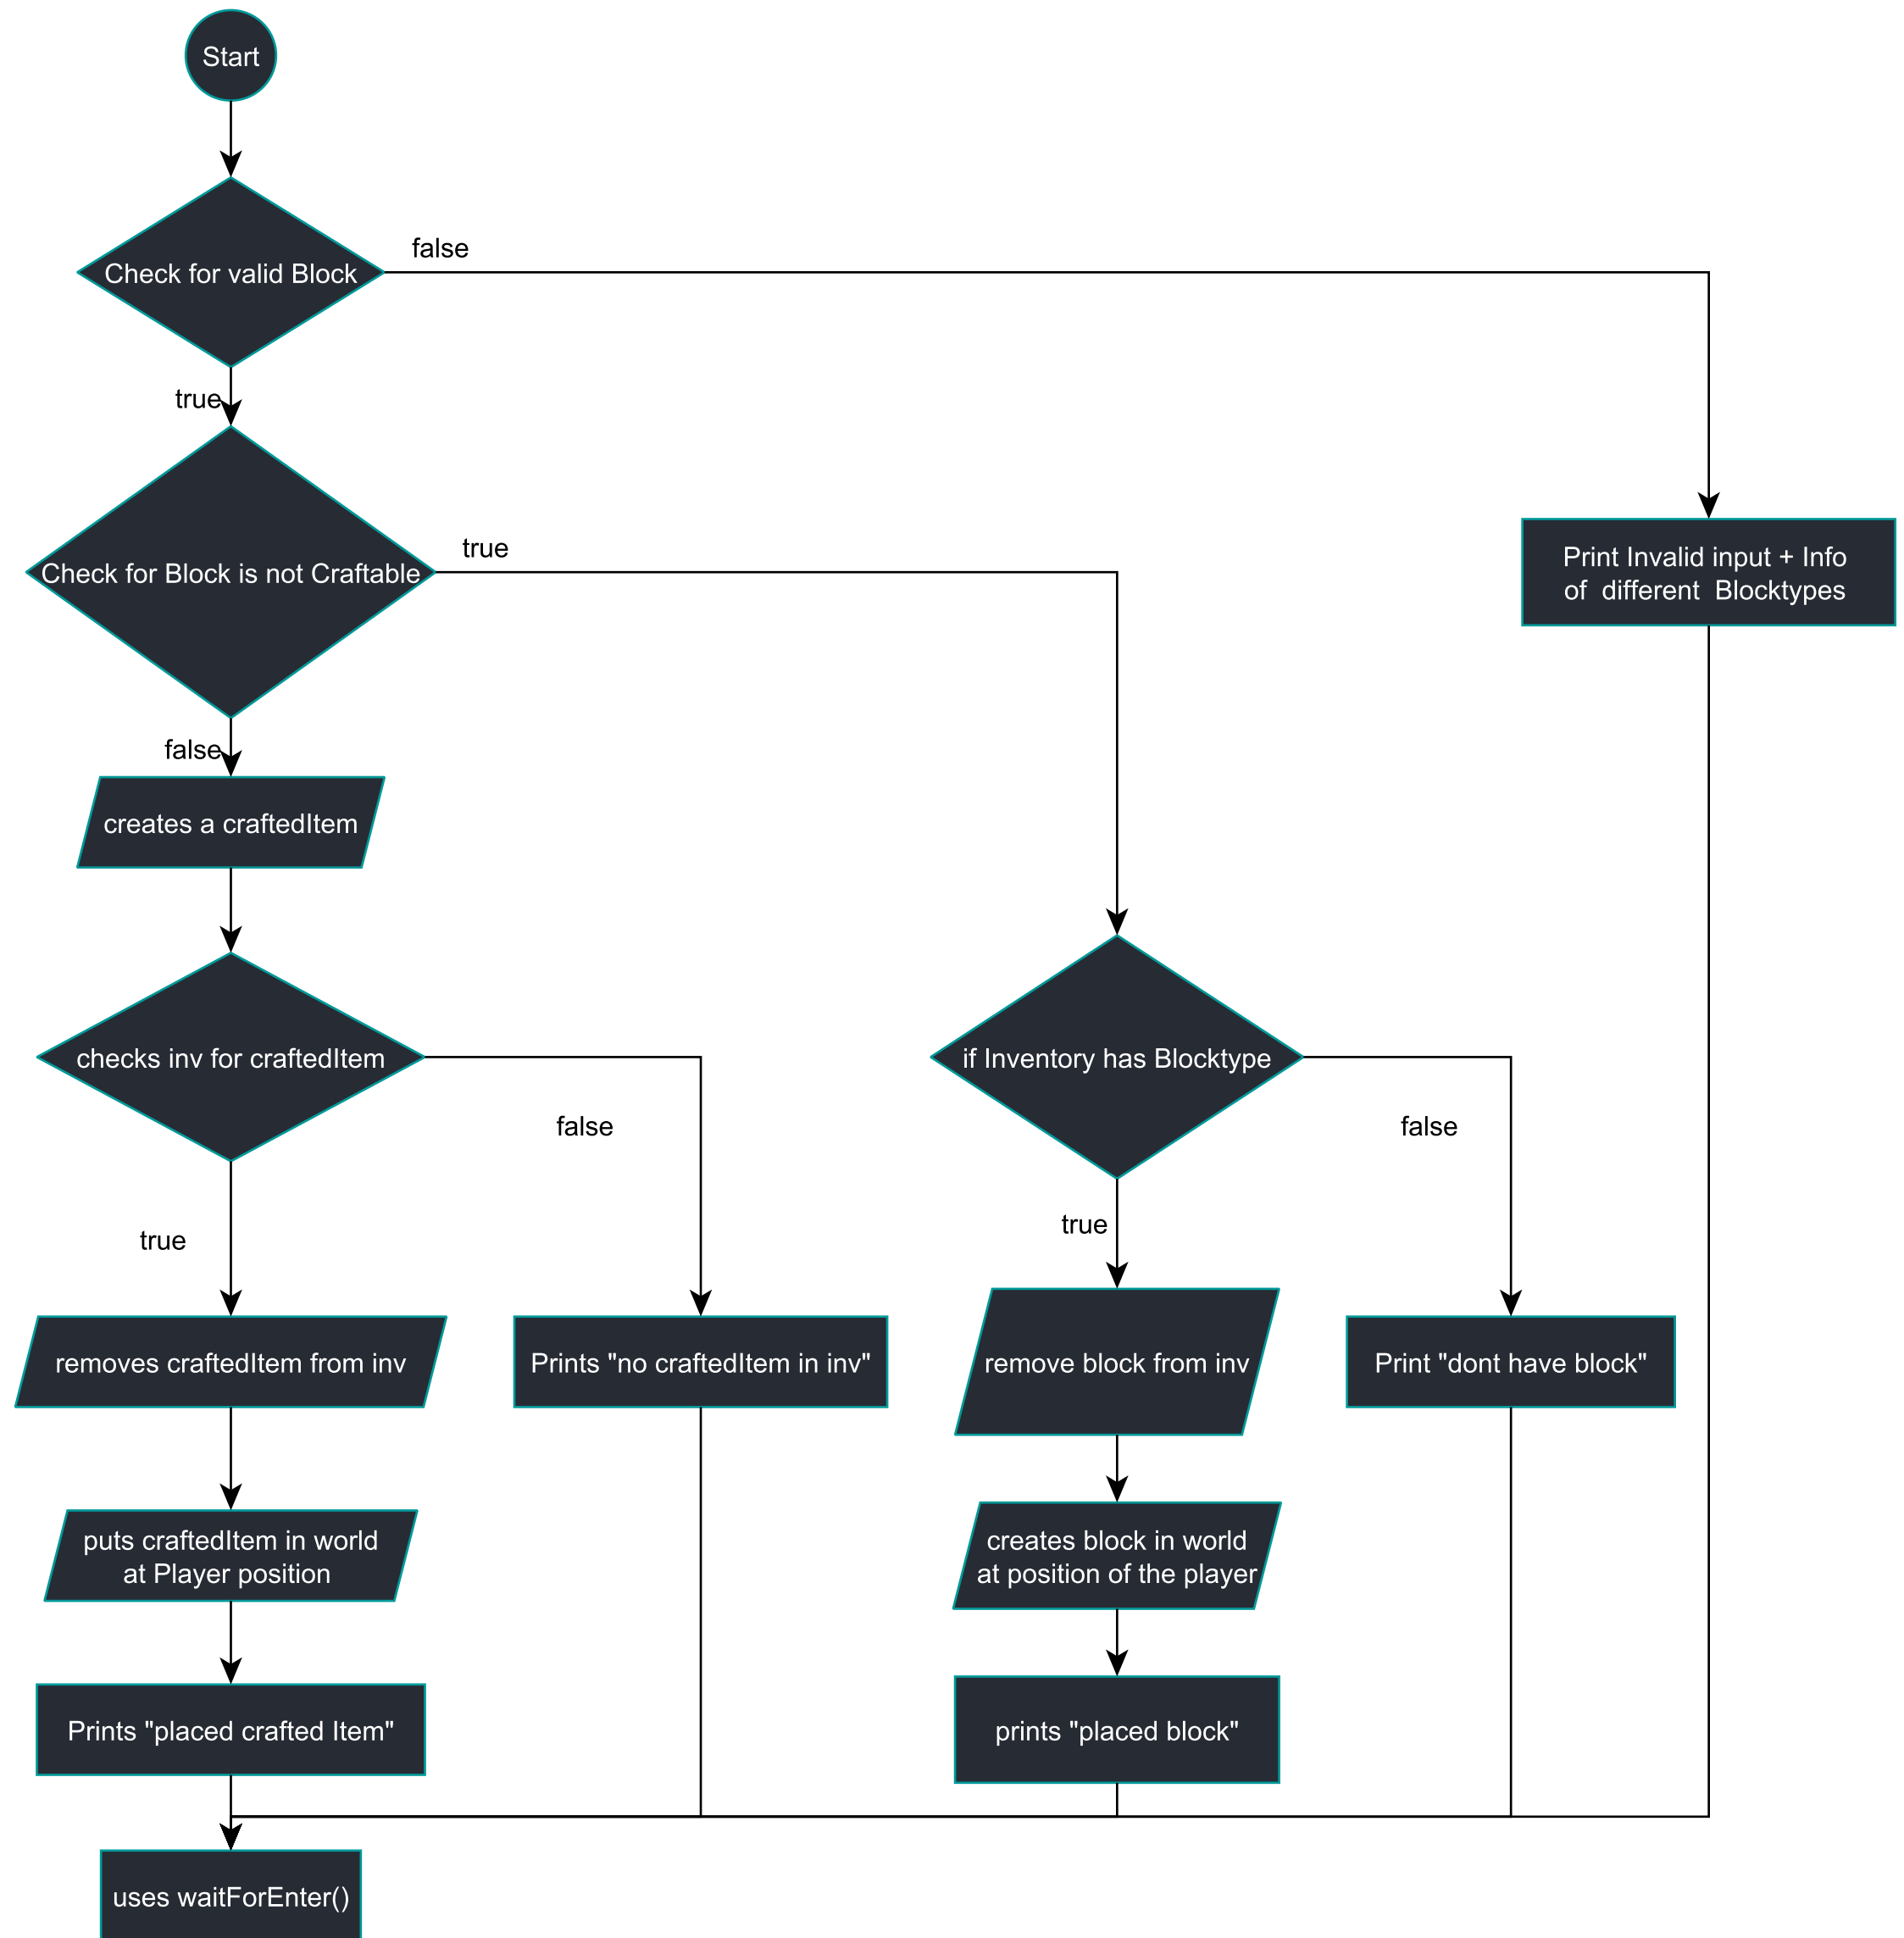 Start
Check for valid Block
false
true
Check for Block is not Craftable
true
Print Invalid input + Info
of  different  Blocktypes
false
creates a craftedItem
checks inv for craftedItem
false
true
if Inventory has Blocktype
false
true
removes craftedItem from inv
Prints "no craftedItem in inv"
remove block from inv
Print "dont have block"
puts craftedItem in world
at Player position
creates block in world
at position of the player
Prints "placed crafted Item"
prints "placed block"
uses waitForEnter()